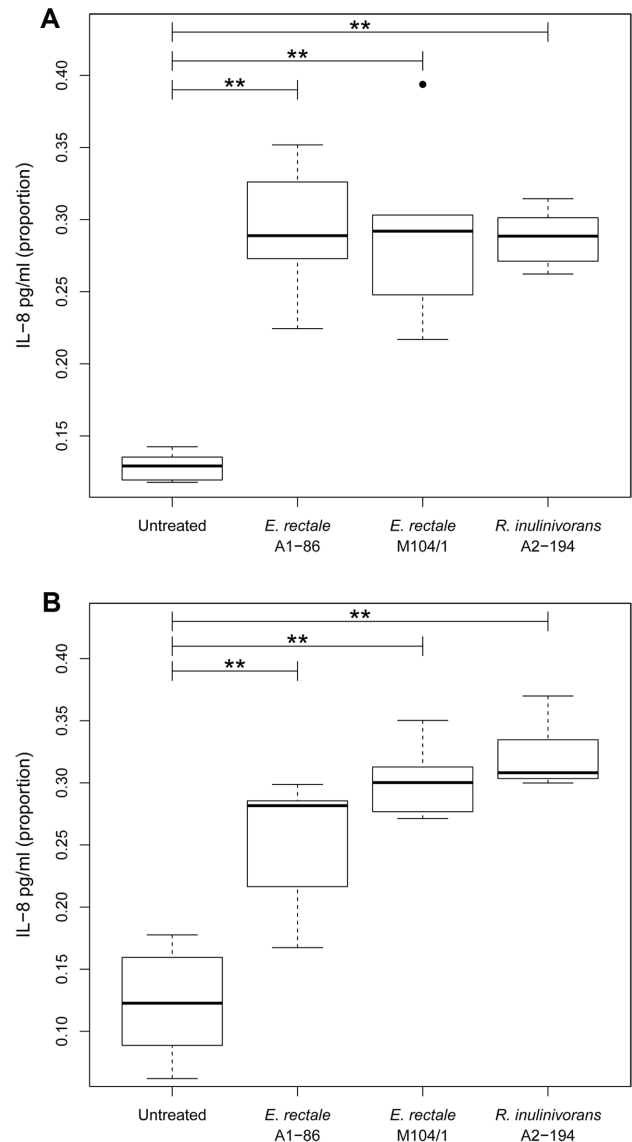 A
**
**
**
IL−8 pg/ml (proportion)
0.40
0.35
0.30
0.25
0.20
0.15
Untreated
E. rectale
A1−86
E. rectale
M104/1
R. inulinivorans
A2−194
B
**
**
**
IL−8 pg/ml (proportion)
0.40
0.35
0.30
0.25
0.20
0.15
0.10
Untreated
E. rectale
A1−86
E. rectale
M104/1
R. inulinivorans
A2−194